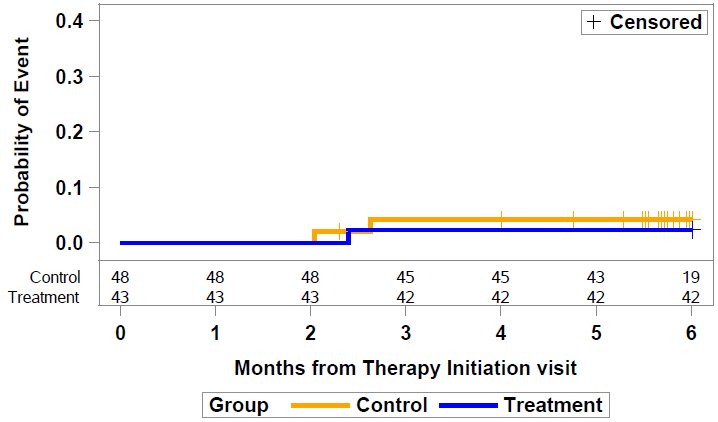 0.4
+ Censored
0.3
0.2
0.1
0.0
Probability of Event
Control 48 48 48 45 45 43 19
Treatment 43 43 43 42 42 42 42
0 1 2 3 4 5 6
Months from Therapy Initiation visit
Group Control Treatment